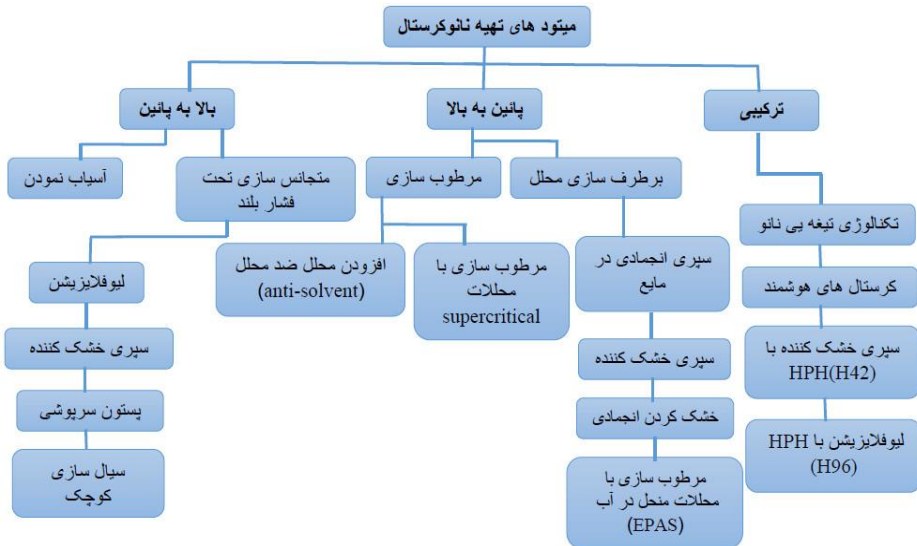 میتود های تهیه نانوکرستال
بالا به پائین
پائین به بالا
ترکیبی
آسیاب نمودن
متجانس سازی تحت
فشار بلند
لیوفلایزیشن
سپری خشک کننده
پستون سرپوشی
سیال سازی
کوچک
مرطوب سازی
برطرف سازی محلل
افزودن محلل ضد محلل
(anti-solvent)
مرطوب سازی با
محللات
supercritical
سپری انجمادی در
مایع
سپری خشک کننده
خشک کردن انجمادی
مرطوب سازی با
محللات منحل در آب
(EPAS)
تکنالوژی تیغه یی نانو
کرستال های هوشمند
سپری خشک کننده با
HPH(H42)
لیوفلایزیشن با HPH
(H96)